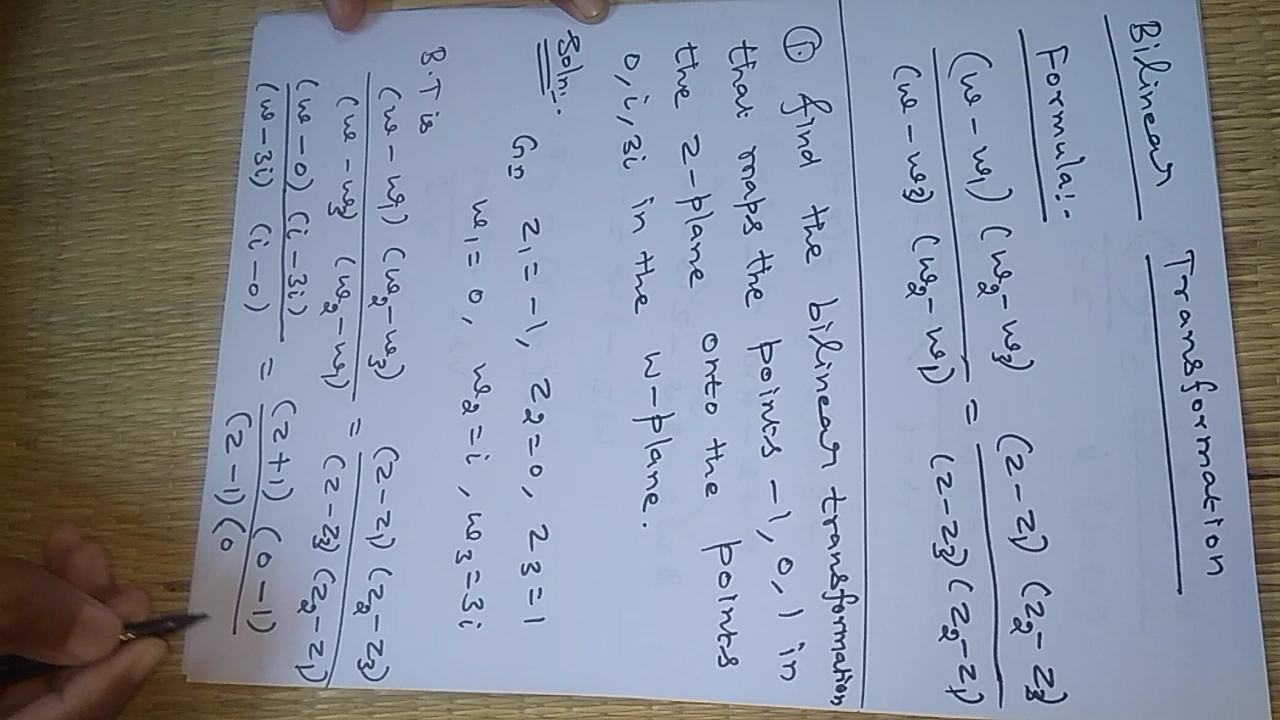 Bilinear Transformation
Formula:-
(w - w1) (w2 - w3) / (w - w3) (w2 - w1) = (z - z1) (z2 - z3) / (z - z3) (z2 - z1)
① find the bilinear transformation
that maps the points -1, 0, 1 in
the z-plane onto the points
0, i, 3i in the w-plane.
Soln:-
Gn z1 = -1, z2 = 0, z3 = 1
w1 = 0, w2 = i, w3 = 3i
B.T is
(w - w1) (w2 - w3) / (w - w3) (w2 - w1) = (z - z1) (z2 - z3) / (z - z3) (z2 - z1)
(w - 0) (i - 3i) / (w - 3i) (i - 0) = (z + 1) (0 - 1) / (z - 1) (0